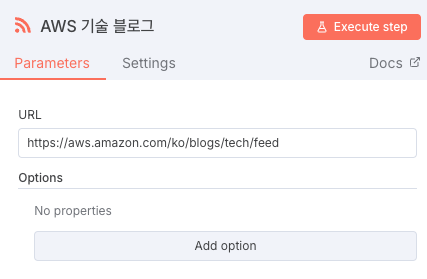 AWS 기술 블로그
Execute step
Parameters
Settings
Docs
URL
https://aws.amazon.com/ko/blogs/tech/feed
Options
No properties
Add option